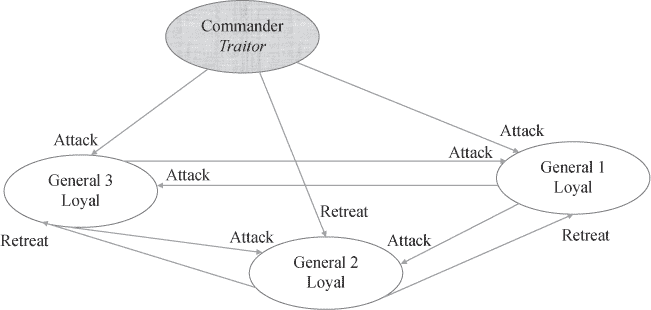 Commander
Traitor
Attack
Attack
Attack
Attack
General 3
Loyal
General 1
Loyal
Retreat
Retreat
Attack
Attack
Retreat
General 2
Loyal